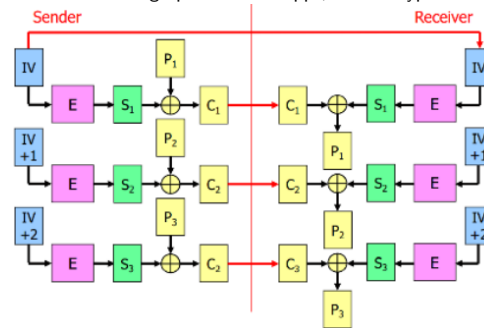 Sender Receiver
IV IV
P₁
E S₁ C₁ C₁ S₁ E
IV +1 P₂ P₁ IV +1
E S₂ C₂ C₂ S₂ E
IV +2 P₃ P₂ IV +2
E S₃ C₂ C₃ S₃ E
P₃